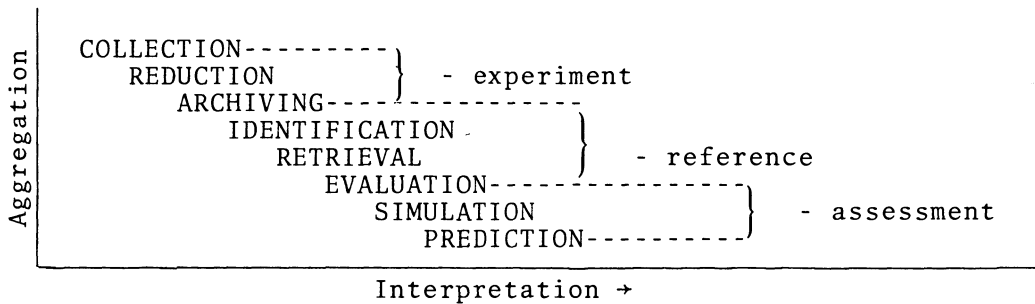 Aggregation
COLLECTION---------
REDUCTION - experiment
ARCHIVING----------------
IDENTIFICATION
RETRIEVAL - reference
EVALUATION----------------
SIMULATION - assessment
PREDICTION----------
Interpretation →